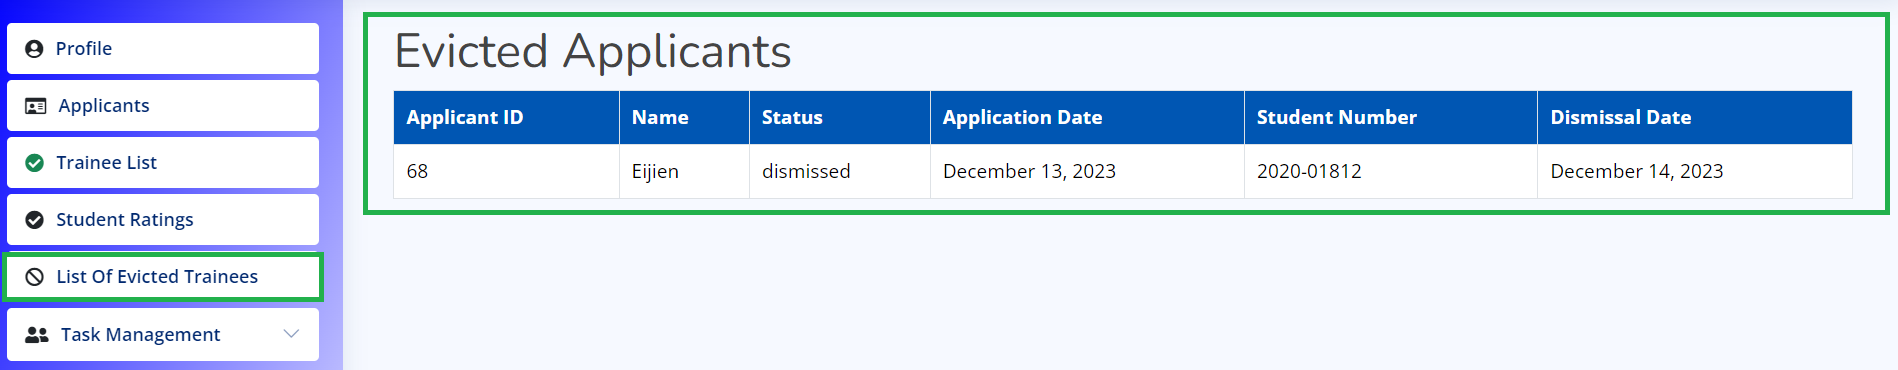 Profile
Applicants
Trainee List
Student Ratings
List Of Evicted Trainees
Task Management
Evicted Applicants
Applicant ID Name Status Application Date Student Number Dismissal Date
68 Eijien dismissed December 13, 2023 2020-01812 December 14, 2023